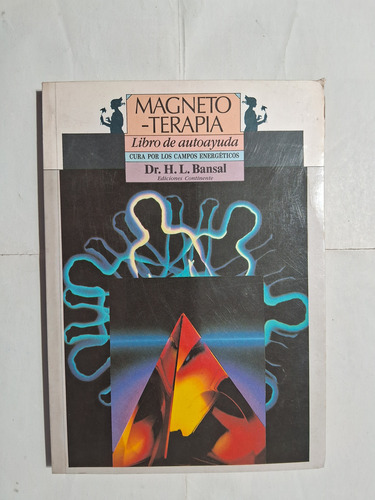 MAGNETO
-TERAPIA
Libro de autoayuda
CURA POR LOS CAMPOS ENERGÉTICOS
Dr. H. L. Bansal
Ediciones Continente